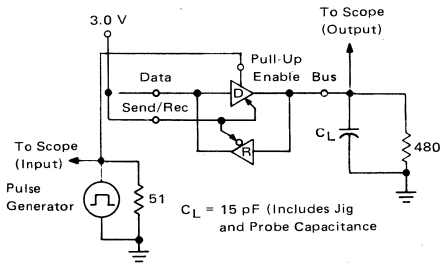 3.0 V
To Scope
(Output)
Pull-Up
Enable
Data
D
Bus
Send/Rec
R
C_L
480
To Scope
(Input)
Pulse
Generator
51
C_L = 15 pF (Includes Jig
and Probe Capacitance